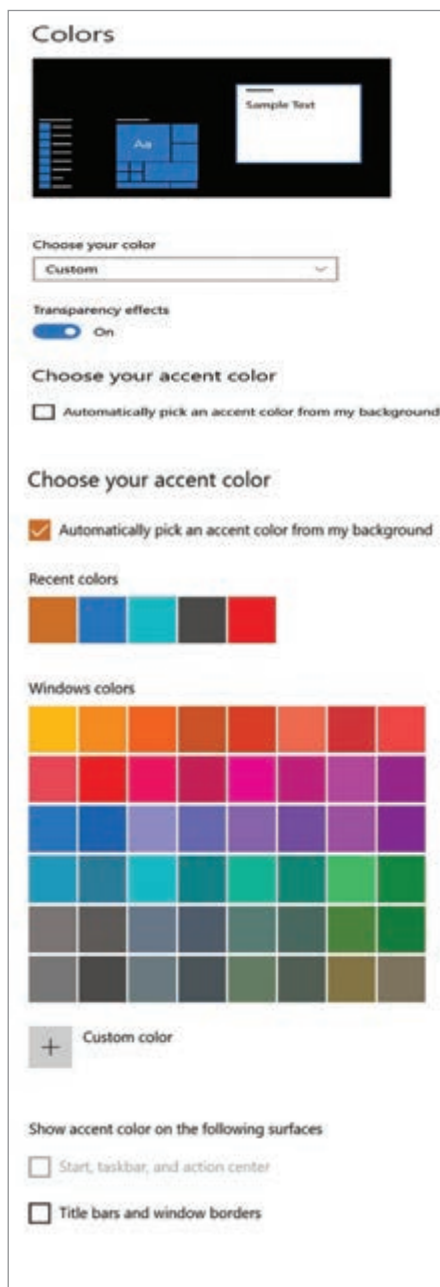 Colors
Sample Text
Aa
Choose your color
Custom
Transparency effects
On
Choose your accent color
Automatically pick an accent color from my background
Choose your accent color
Automatically pick an accent color from my background
Recent colors
Windows colors
Custom color
Show accent color on the following surfaces
Start, taskbar, and action center
Title bars and window borders